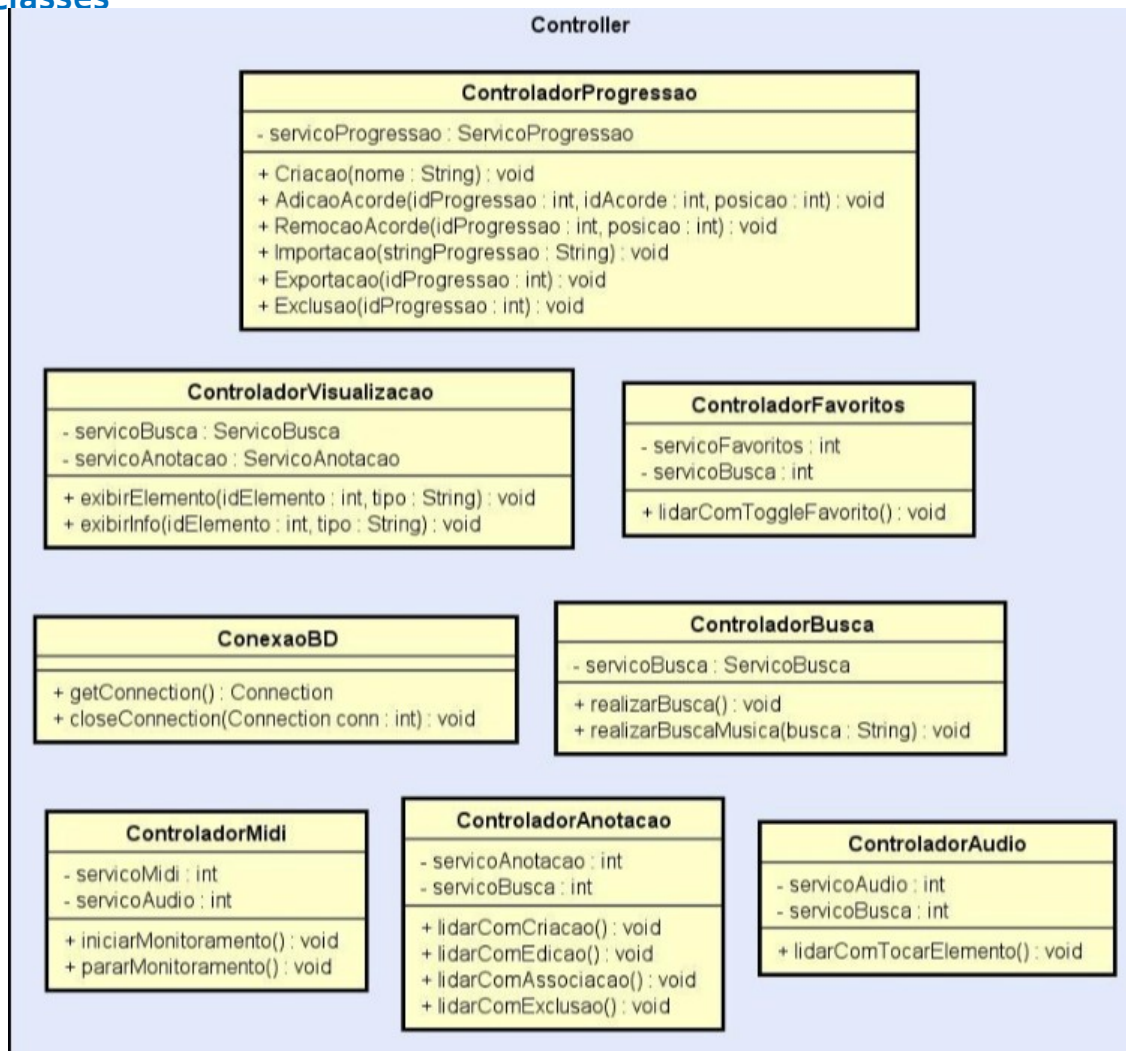 Classes
Controller
ControladorProgressao
- servicoProgressao : ServicoProgressao
+ Criacao(nome : String) : void
+ AdicaoAcorde(idProgressao : int, idAcorde : int, posicao : int) : void
+ RemocaoAcorde(idProgressao : int, posicao : int) : void
+ Importacao(stringProgressao : String) : void
+ Exportacao(idProgressao : int) : void
+ Exclusao(idProgressao : int) : void
ControladorVisualizacao
- servicoBusca : ServicoBusca
- servicoAnotacao : ServicoAnotacao
+ exibirElemento(idElemento : int, tipo : String) : void
+ exibirInfo(idElemento : int, tipo : String) : void
ControladorFavoritos
- servicoFavoritos : int
- servicoBusca : int
+ lidarComToggleFavorito() : void
ConexaoBD
+ getConnection() : Connection
+ closeConnection(Connection conn : int) : void
ControladorBusca
- servicoBusca : ServicoBusca
+ realizarBusca() : void
+ realizarBuscaMusica(busca : String) : void
ControladorMidi
- servicoMidi : int
- servicoAudio : int
+ iniciarMonitoramento() : void
+ pararMonitoramento() : void
ControladorAnotacao
- servicoAnotacao : int
- servicoBusca : int
+ lidarComCriacao() : void
+ lidarComEdicao() : void
+ lidarComAssociacao() : void
+ lidarComExclusao() : void
ControladorAudio
- servicoAudio : int
- servicoBusca : int
+ lidarComTocarElemento() : void